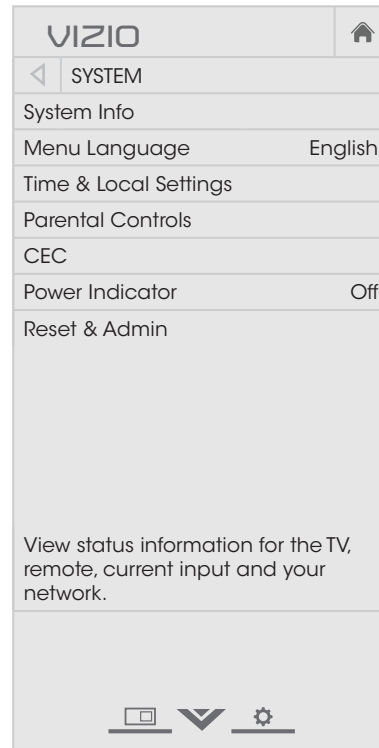 VIZIO
SYSTEM
System Info
Menu Language English
Time & Local Settings
Parental Controls
CEC
Power Indicator Off
Reset & Admin
View status information for the TV,
remote, current input and your
network.